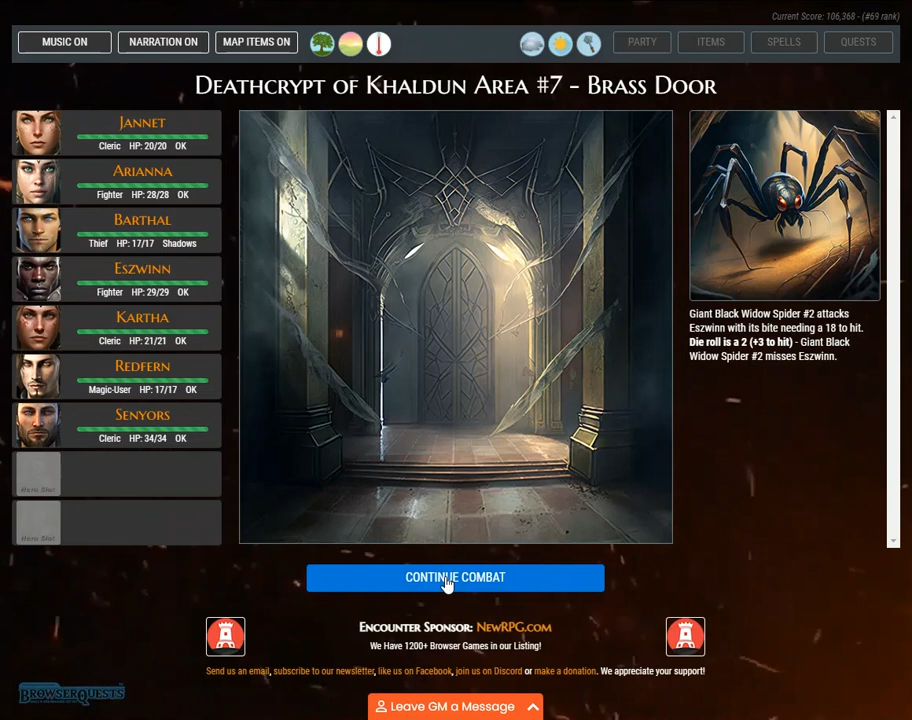 Current Score: 106,368 - (#69 rank)
MUSIC ON
NARRATION ON
MAP ITEMS ON
PARTY
ITEMS
SPELLS
QUESTS
Deathcrypt of Khaldun Area #7 - Brass Door
Jannet
Cleric HP: 20/20 OK
Arianna
Fighter HP: 28/28 OK
Barthal
Thief HP: 17/17 Shadows
Eszwinn
Fighter HP: 29/29 OK
Kartha
Cleric HP: 21/21 OK
Redfern
Magic-User HP: 17/17 OK
Senyors
Cleric HP: 34/34 OK
Hero Slot
Hero Slot
Giant Black Widow Spider #2 attacks
Eszwinn with its bite needing a 18 to hit.
Die roll is a 2 (+3 to hit) - Giant Black
Widow Spider #2 misses Eszwinn.
CONTINUE COMBAT
Encounter Sponsor: NewRPG.com
We Have 1200+ Browser Games in our Listing!
Send us an email, subscribe to our newsletter, like us on Facebook, join us on Discord or make a donation. We appreciate your support!
BrowserQuests
Leave GM a Message